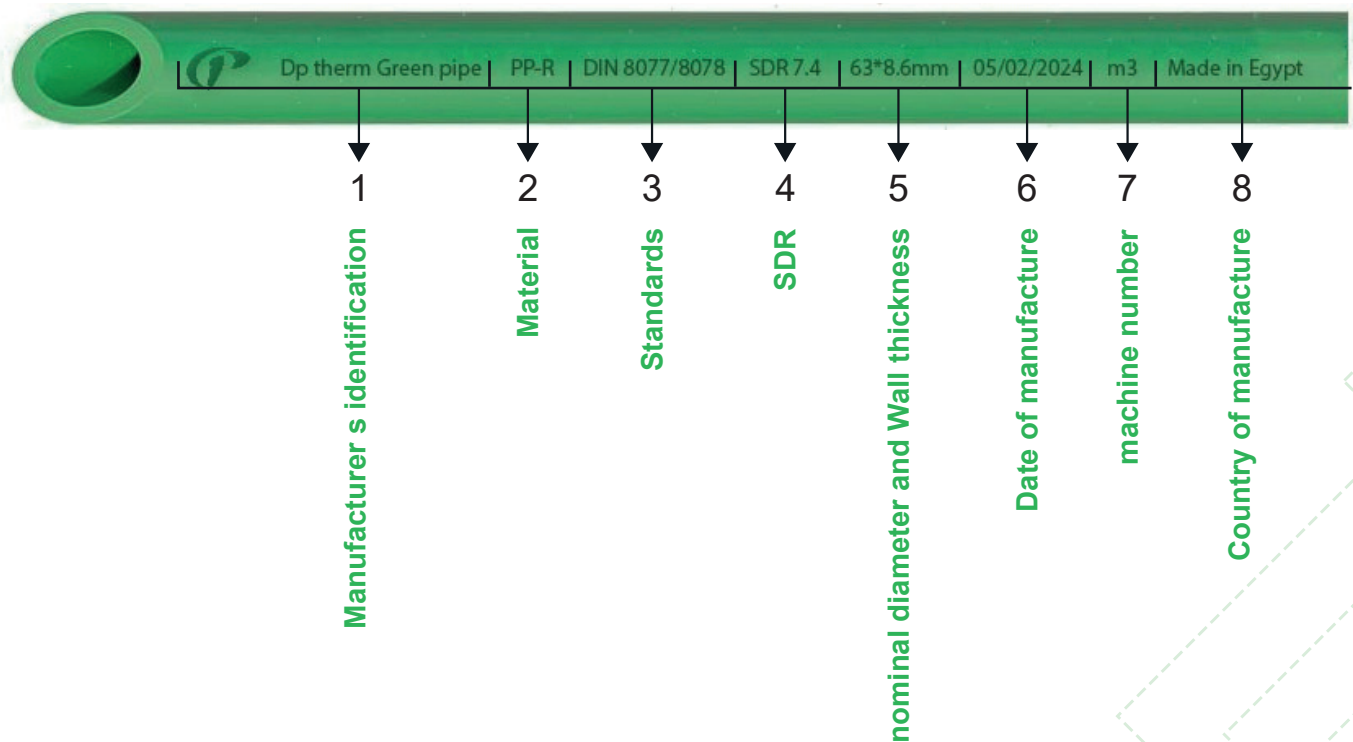 Dp therm Green pipe PP-R DIN 8077/8078 SDR 7.4 63*8.6mm 05/02/2024 m3 Made in Egypt
1 2 3 4 5 6 7 8
Manufacturer s identification
Material
Standards
SDR
nominal diameter and Wall thickness
Date of manufacture
machine number
Country of manufacture